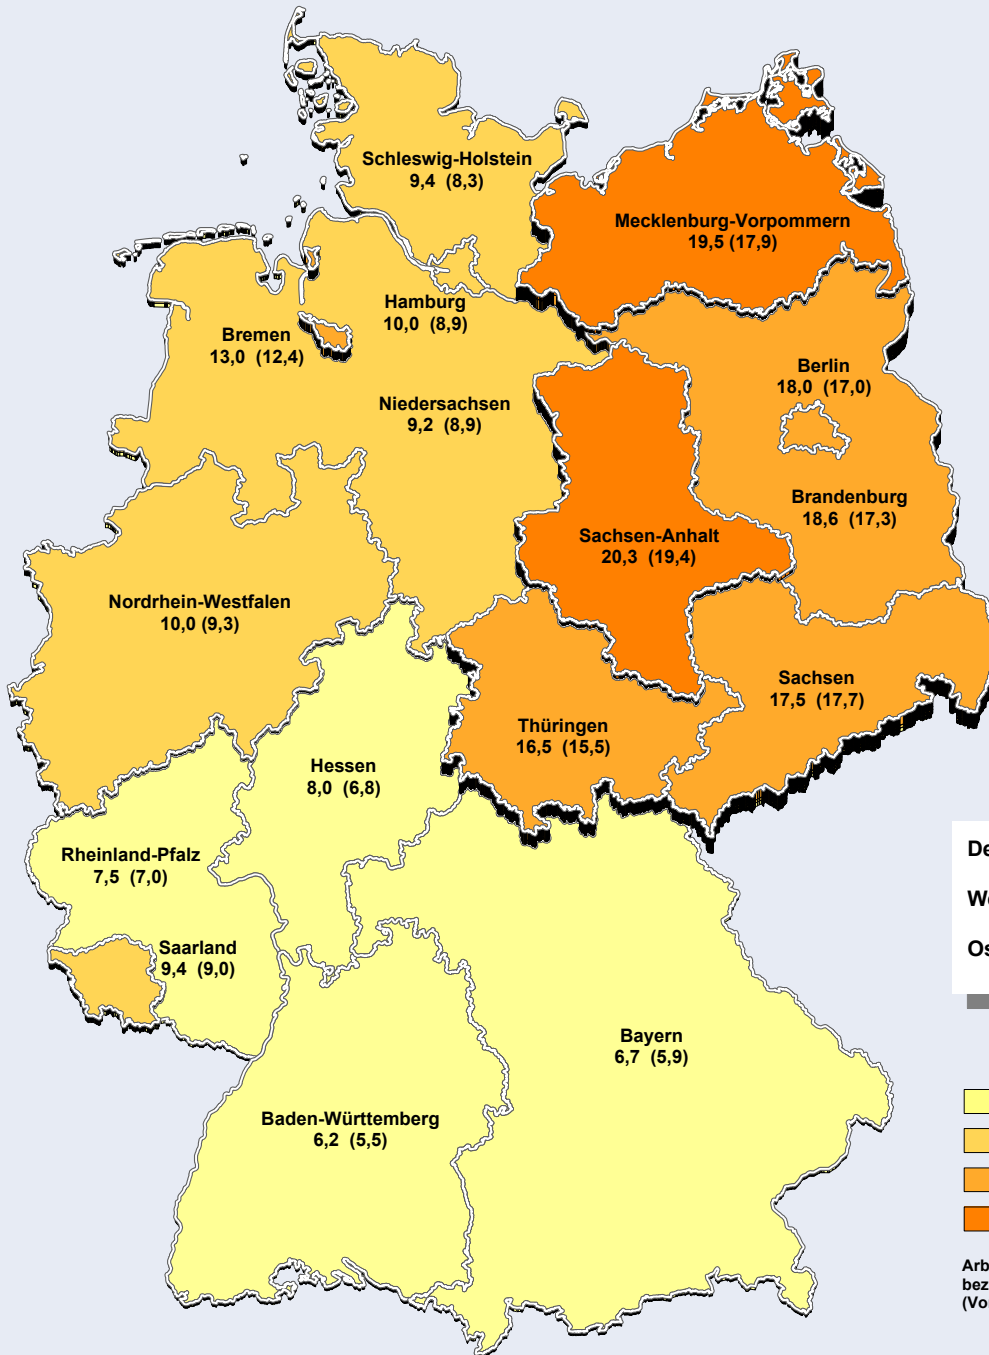 Schleswig-Holstein
9,4 (8,3)
Mecklenburg-Vorpommern
19,5 (17,9)
Hamburg
10,0 (8,9)
Bremen
13,0 (12,4)
Berlin
18,0 (17,0)
Niedersachsen
9,2 (8,9)
Brandenburg
18,6 (17,3)
Sachsen-Anhalt
20,3 (19,4)
Nordrhein-Westfalen
10,0 (9,3)
Sachsen
17,5 (17,7)
Thüringen
16,5 (15,5)
Hessen
8,0 (6,8)
Rheinland-Pfalz
7,5 (7,0)
Saarland
9,4 (9,0)
Bayern
6,7 (5,9)
Baden-Württemberg
6,2 (5,5)
De
Os
Arb
bez